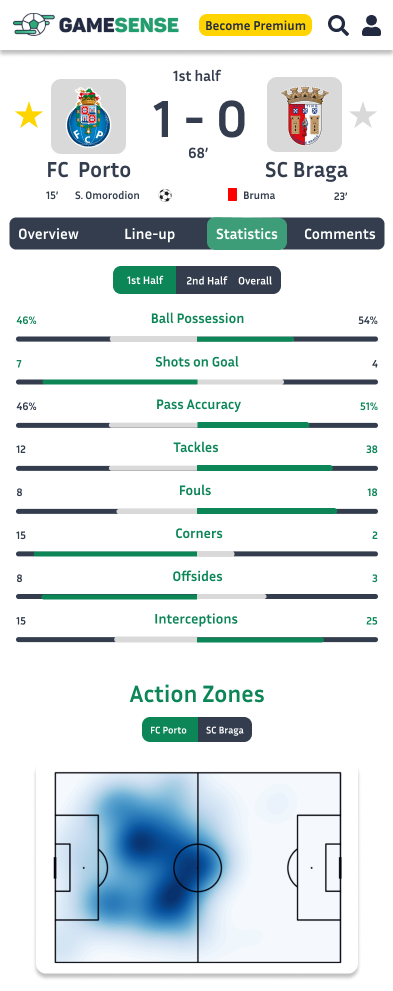 GAMESENSE Become Premium
1st half
1 - 0
68'
FC Porto SC Braga
15' S. Omorodion Bruma 23'
Overview Line-up Statistics Comments
1st Half 2nd Half Overall
46% Ball Possession 54%
7 Shots on Goal 4
46% Pass Accuracy 51%
12 Tackles 38
8 Fouls 18
15 Corners 2
8 Offsides 3
15 Interceptions 25
Action Zones
FC Porto SC Braga